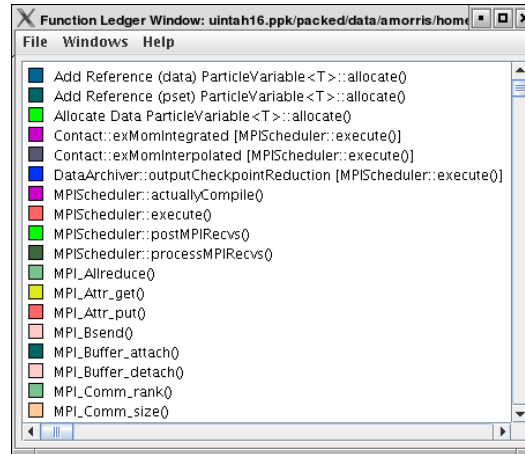 Function Ledger Window: uintah16.ppk/packed/data/amorris/home
File Windows Help
Add Reference (data) ParticleVariable<T>::allocate()
Add Reference (pset) ParticleVariable<T>::allocate()
Allocate Data ParticleVariable<T>::allocate()
Contact::exMomIntegrated [MPIScheduler::execute()]
Contact::exMomInterpolated [MPIScheduler::execute()]
DataArchiver::outputCheckpointReduction [MPIScheduler::execute()]
MPIScheduler::actuallyCompile()
MPIScheduler::execute()
MPIScheduler::postMPIRecvs()
MPIScheduler::processMPIRecvs()
MPI_Allreduce()
MPI_Attr_get()
MPI_Attr_put()
MPI_Bsend()
MPI_Buffer_attach()
MPI_Buffer_detach()
MPI_Comm_rank()
MPI_Comm_size()